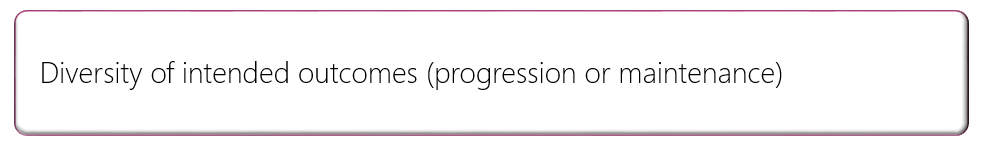 Diversity of intended outcomes (progression or maintenance)